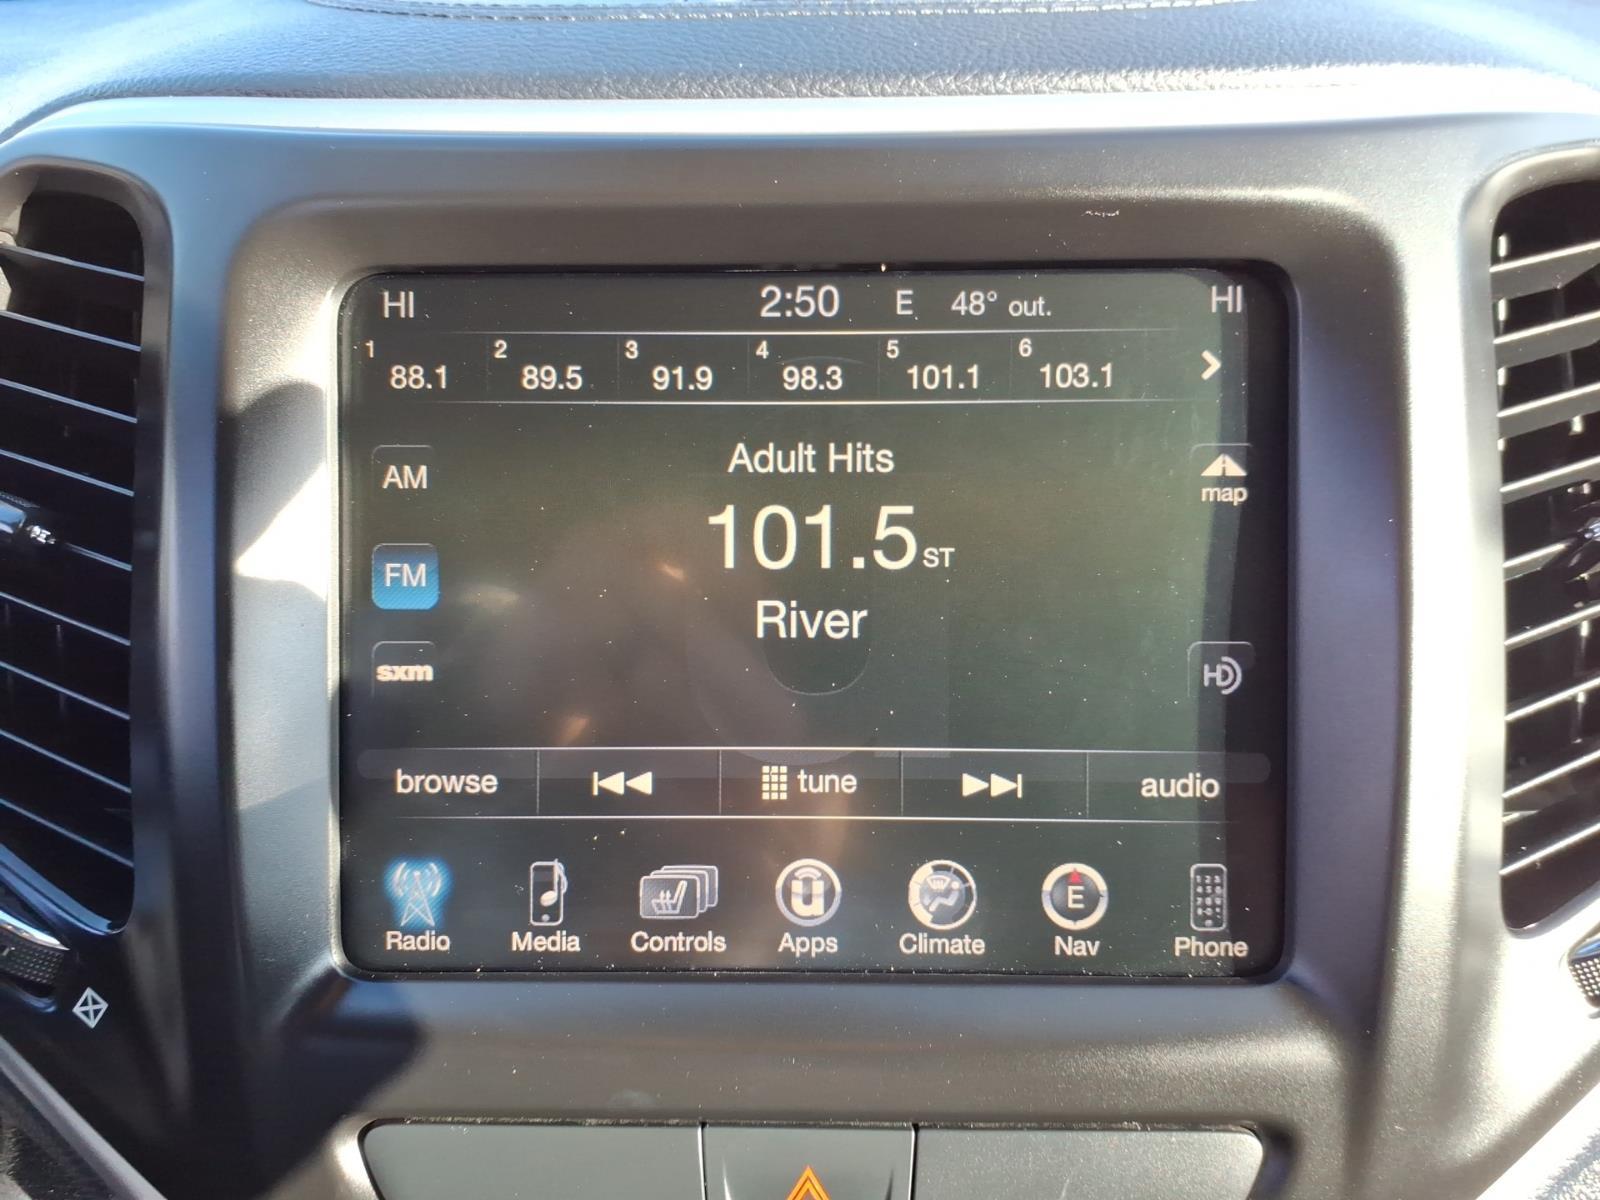 HI 2:50 E 48° out. HI
1 88.1 2 89.5 3 91.9 4 98.3 5 101.1 6 103.1
Adult Hits
AM
map
101.5 ST
FM
River
sxm
HD
browse tune audio
E
Radio Media Controls Apps Climate Nav Phone